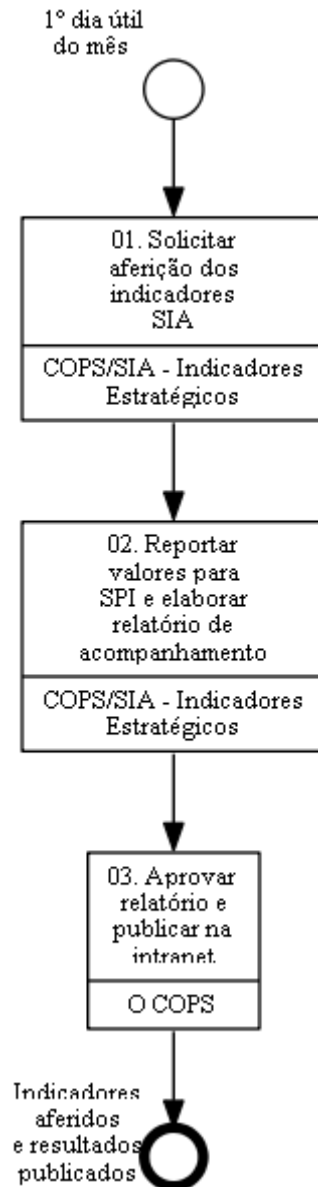 1º dia útil
do mês
01. Solicitar
aferição dos
indicadores
SIA
COPS/SIA - Indicadores
Estratégicos
02. Reportar
valores para
SPI e elaborar
relatório de
acompanhamento
COPS/SIA - Indicadores
Estratégicos
03. Aprovar
relatório e
publicar na
intranet
O COPS
Indicadores
aferidos
e resultados
publicados